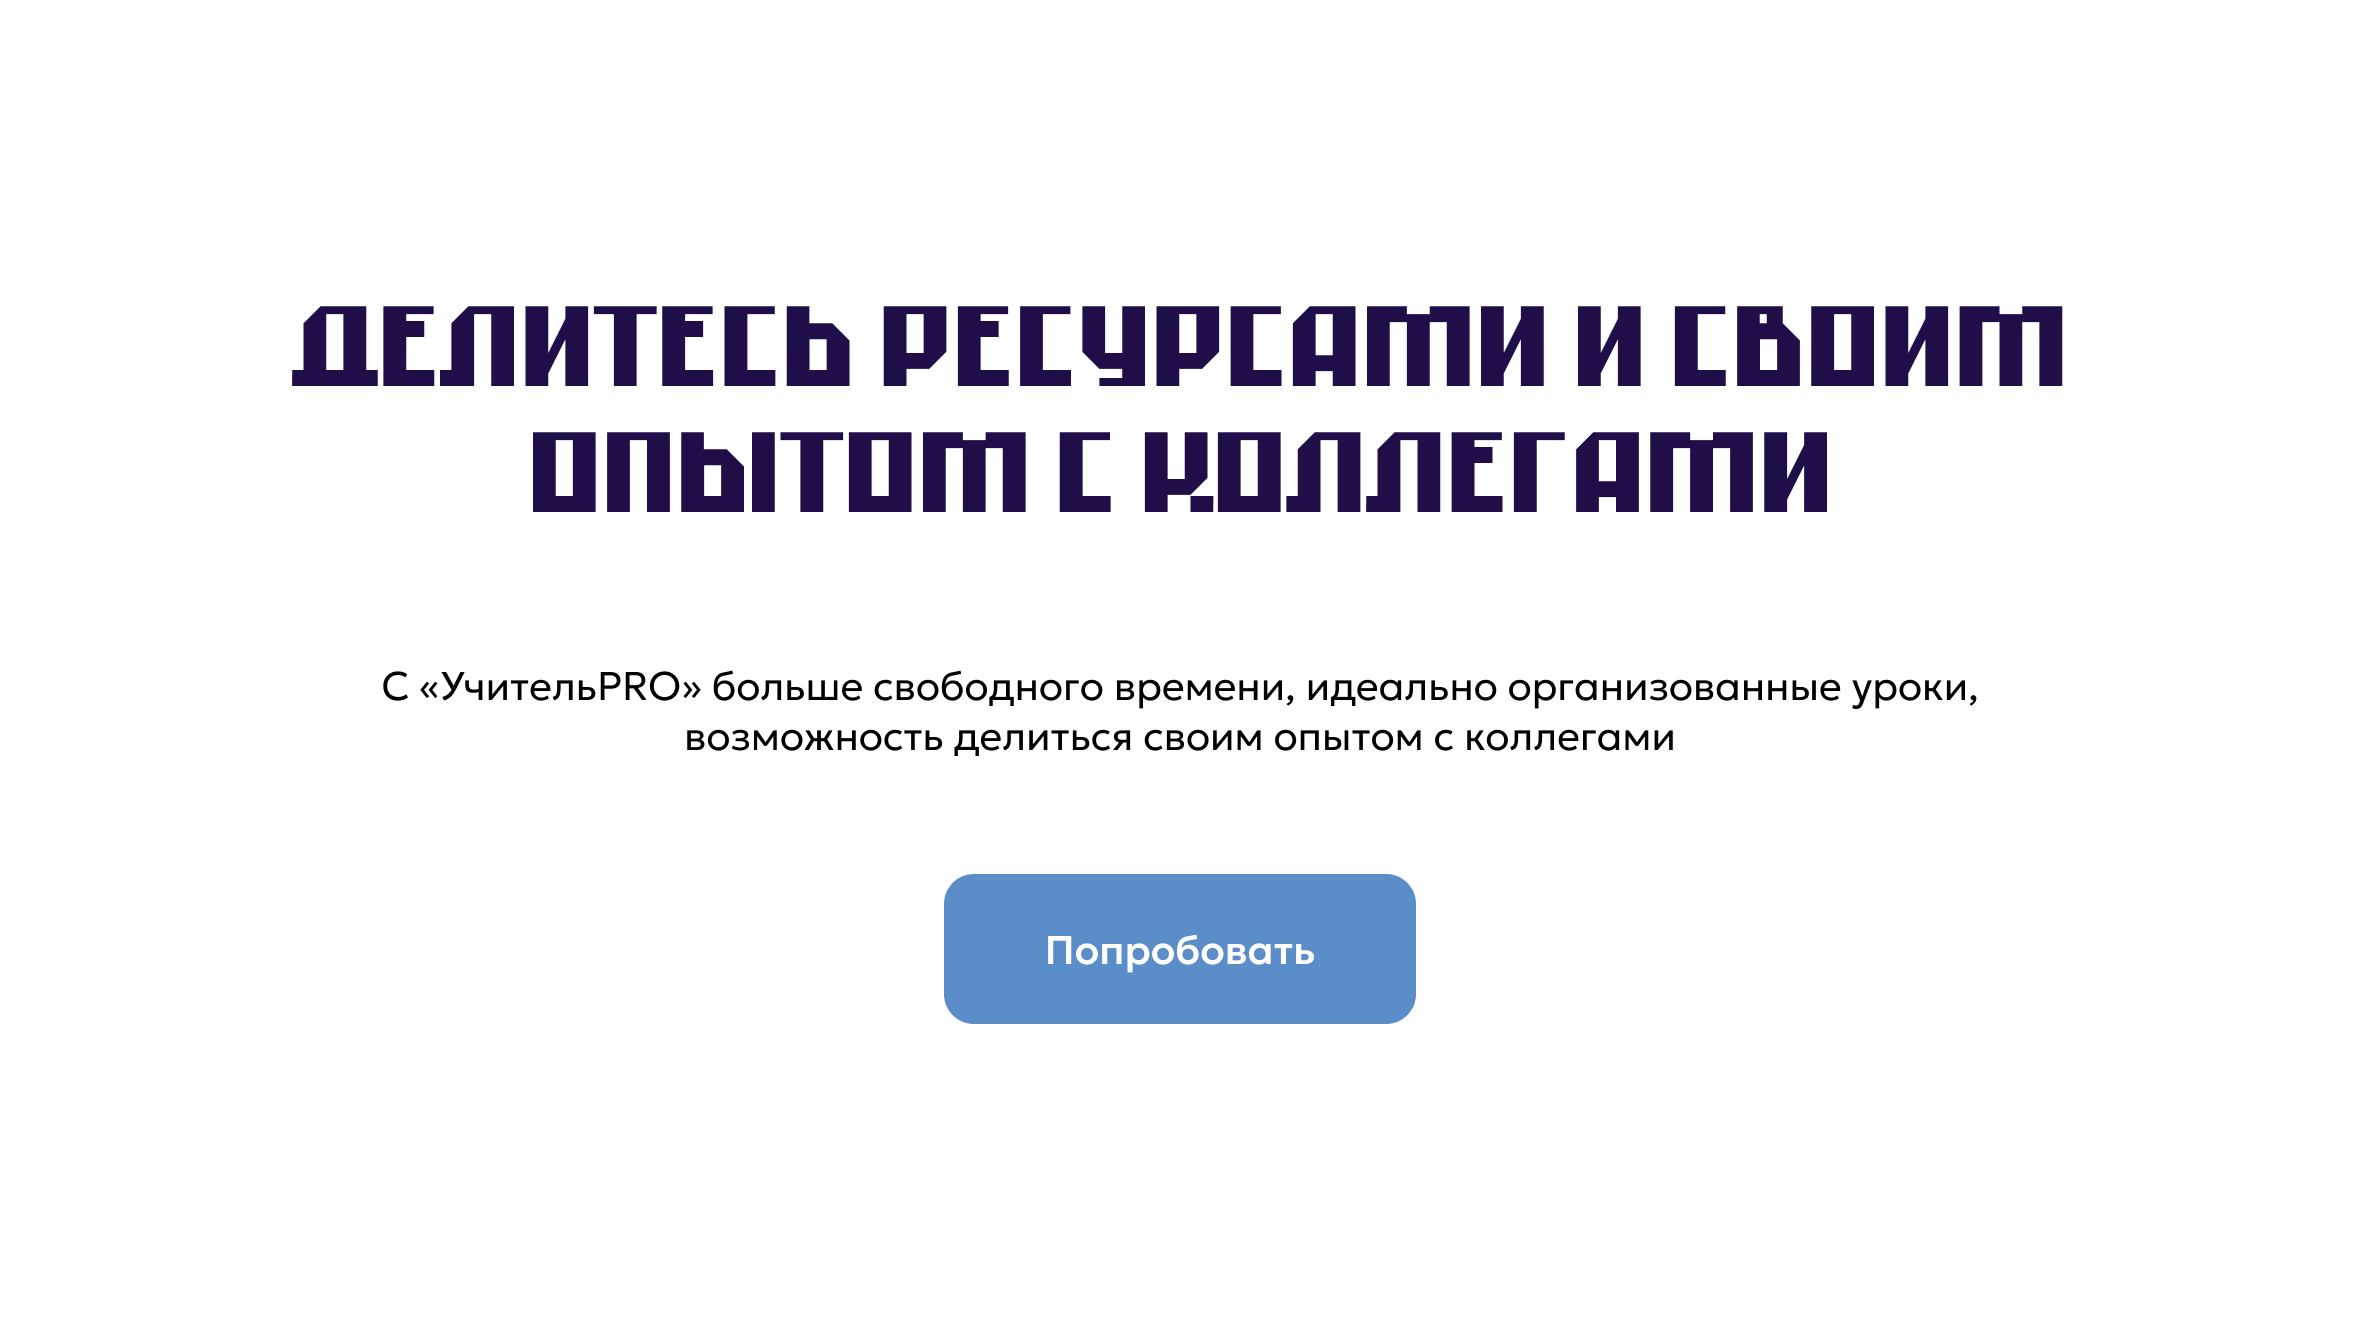 ДЕЛИТЕСЬ РЕСУРСАМИ И СВОИМ
ОПЫТОМ С КОЛЛЕГАМИ
С «УчительPRO» больше свободного времени, идеально организованные уроки,
возможность делиться своим опытом с коллегами
Попробовать